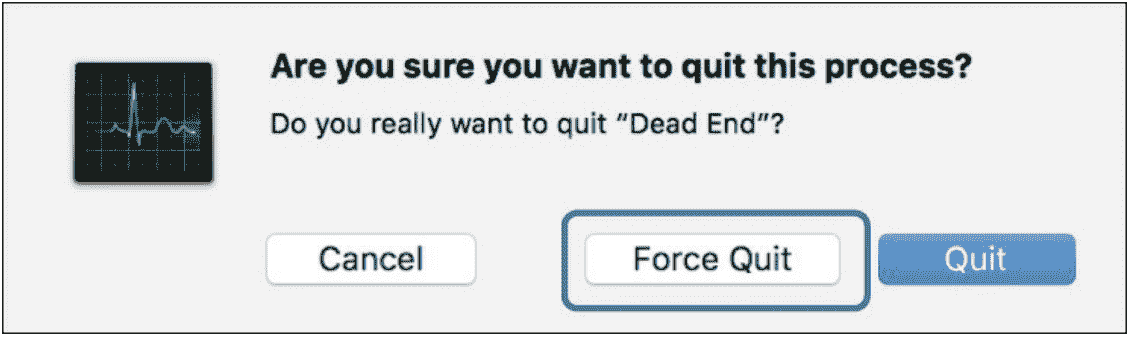 Are you sure you want to quit this process?
Do you really want to quit “Dead End”?
Cancel Force Quit Quit